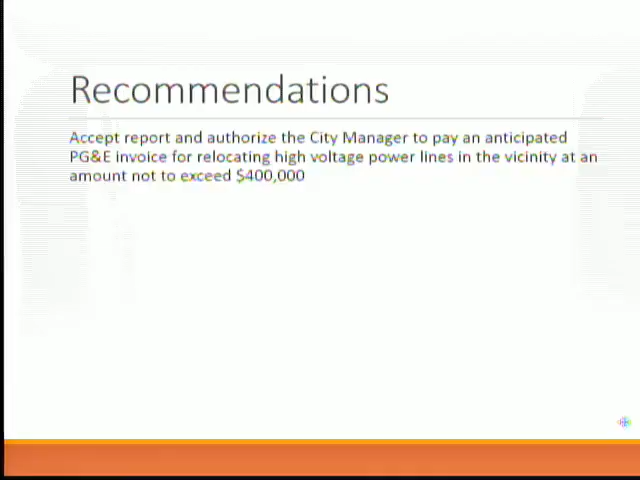 Recommendations
Accept report and authorize the City Manager to pay an anticipated
PG&E invoice for relocating high voltage power lines in the vicinity at an
amount not to exceed $400,000